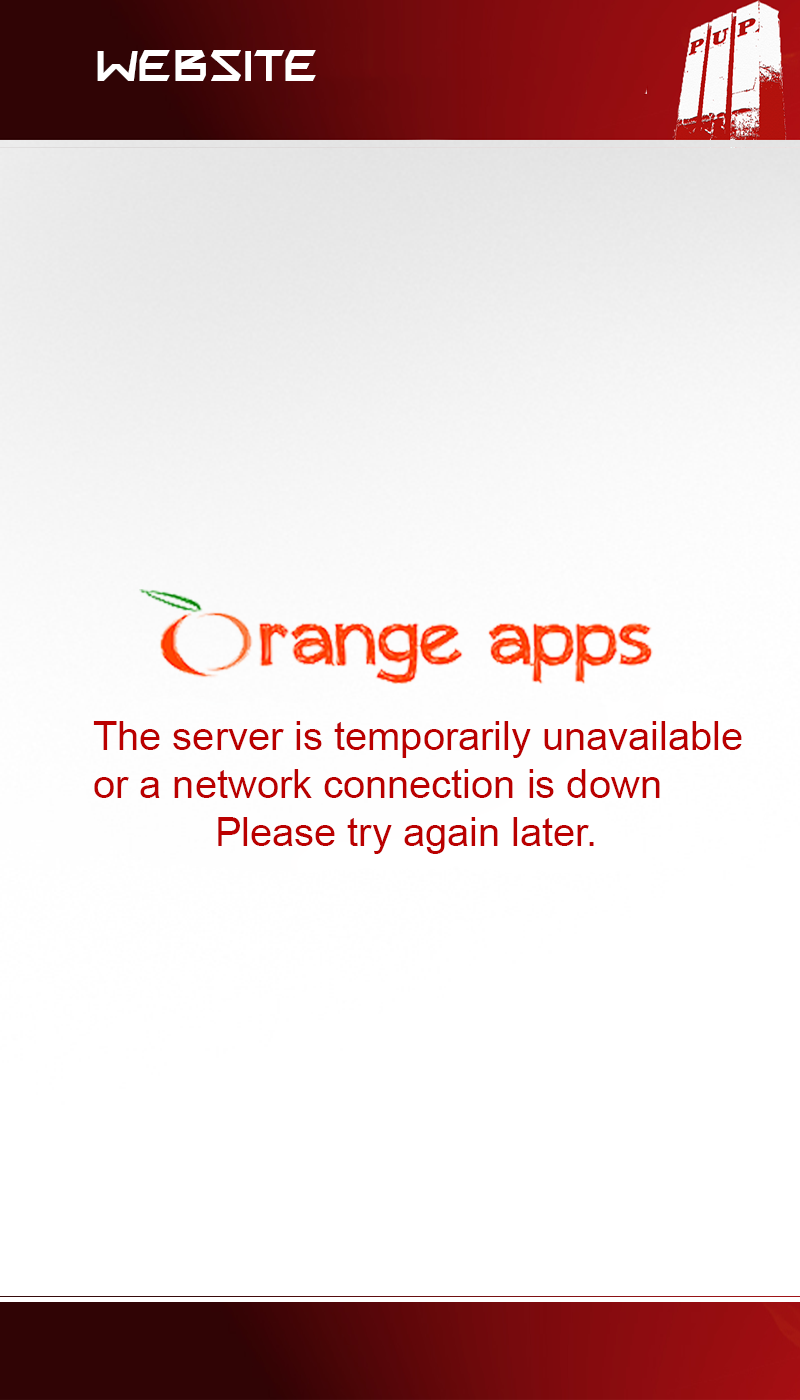 WEBSITE
PUP
Orange apps
The server is temporarily unavailable
or a network connection is down
Please try again later.